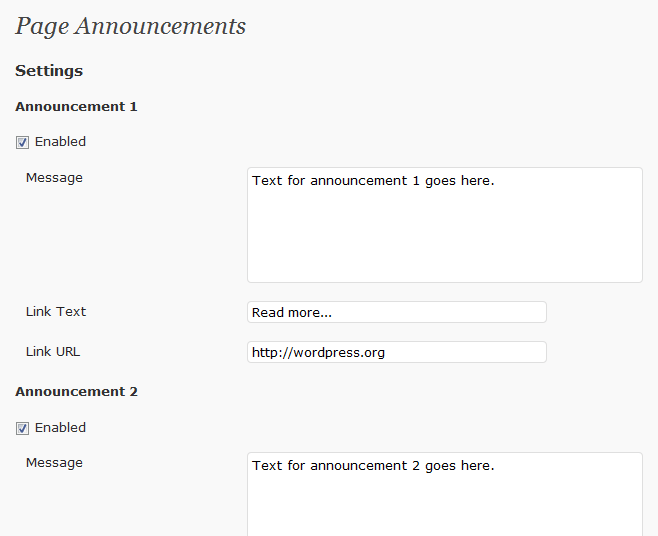 Page Announcements
Settings
Announcement 1
Enabled
Message
Text for announcement 1 goes here.
Link Text
Read more...
Link URL
http://wordpress.org
Announcement 2
Enabled
Message
Text for announcement 2 goes here.